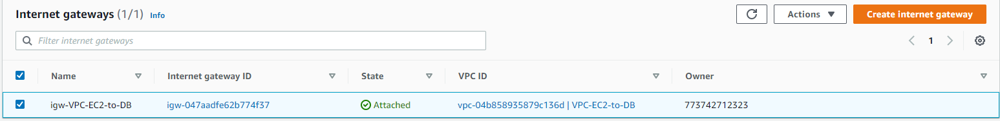 Internet gateways (1/1) Info
Actions
Create internet gateway
Filter internet gateways
1
Name Internet gateway ID State VPC ID Owner
igw-VPC-EC2-to-DB igw-047aadfe62b774f37 Attached vpc-04b858935879c136d | VPC-EC2-to-DB 773742712323